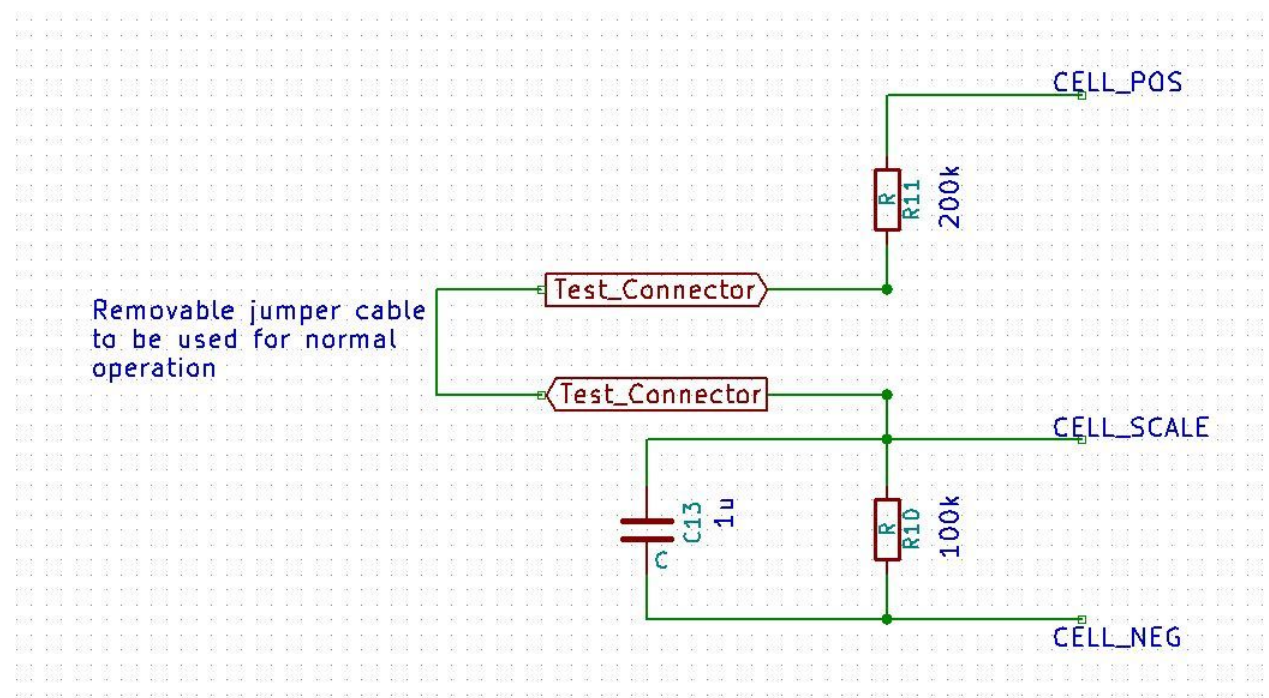 CELL_POS
R
R11
200k
Test_Connector
Removable jumper cable
to be used for normal
operation
Test_Connector
CELL_SCALE
C13
1u
C
R
R10
100k
CELL_NEG